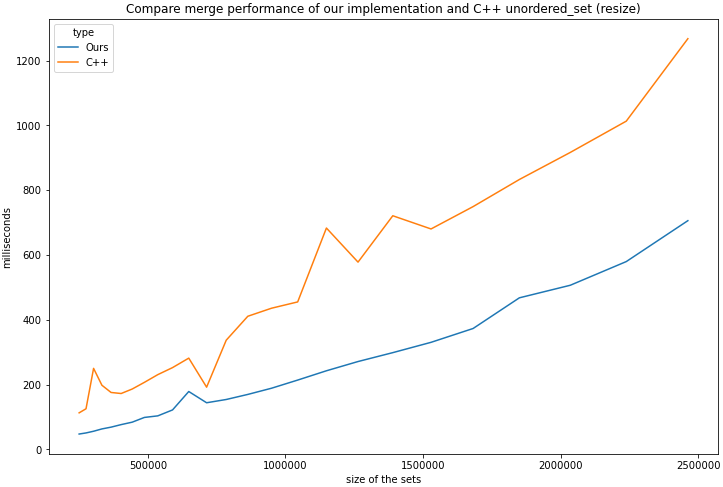 Compare merge performance of our implementation and C++ unordered_set (resize)
type
Ours
C++
milliseconds
1200
1000
800
600
400
200
0
500000
1000000
1500000
2000000
2500000
size of the sets